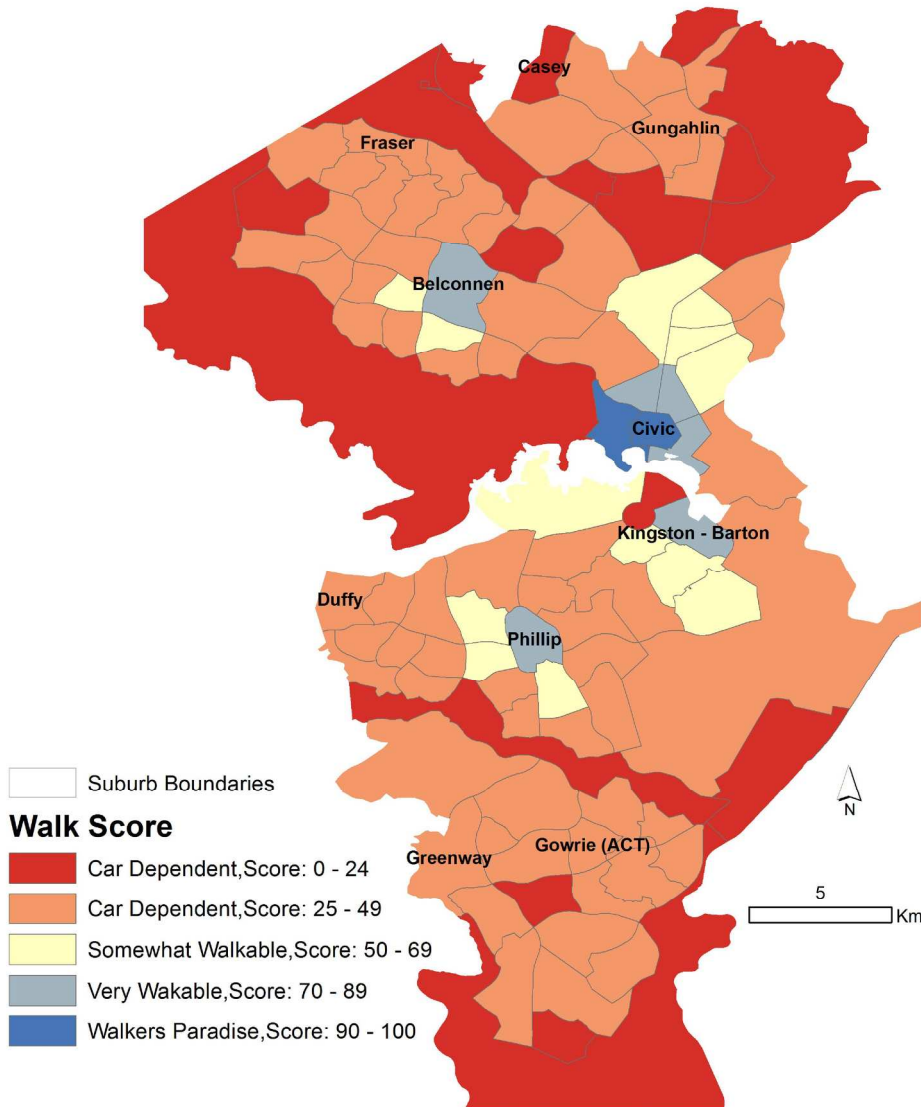 Casey
Gungahlin
Fraser
Belconnen
Civic
Kingston - Barton
Duffy
Phillip
Suburb Boundaries
Walk Score
Car Dependent,Score: 0 - 24
Car Dependent,Score: 25 - 49
Somewhat Walkable,Score: 50 - 69
Very Wakable,Score: 70 - 89
Walkers Paradise,Score: 90 - 100
Gowrie (ACT)
Greenway
N
5
Km